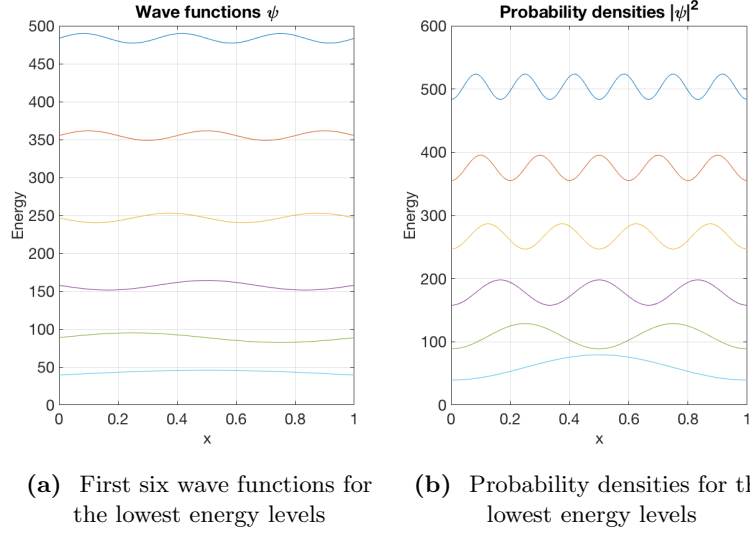 Wave functions ψ
500
450
400
350
300
250
200
150
100
50
0
Energy
0 0.2 0.4 0.6 0.8 1
x
Probability densities |ψ|²
600
500
400
300
200
100
0
Energy
0 0.2 0.4 0.6 0.8 1
x
(a) First six wave functions for
the lowest energy levels
(b) Probability densities for th
lowest energy levels